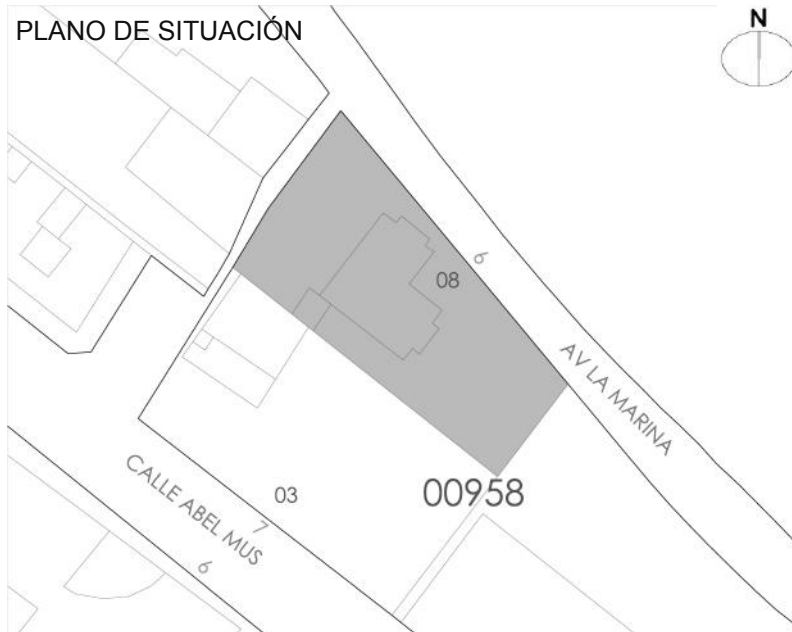 PLANO DE SITUACIÓN
N
6
08
AV LA MARINA
00958
03
CALLE ABEL MUS
7
6